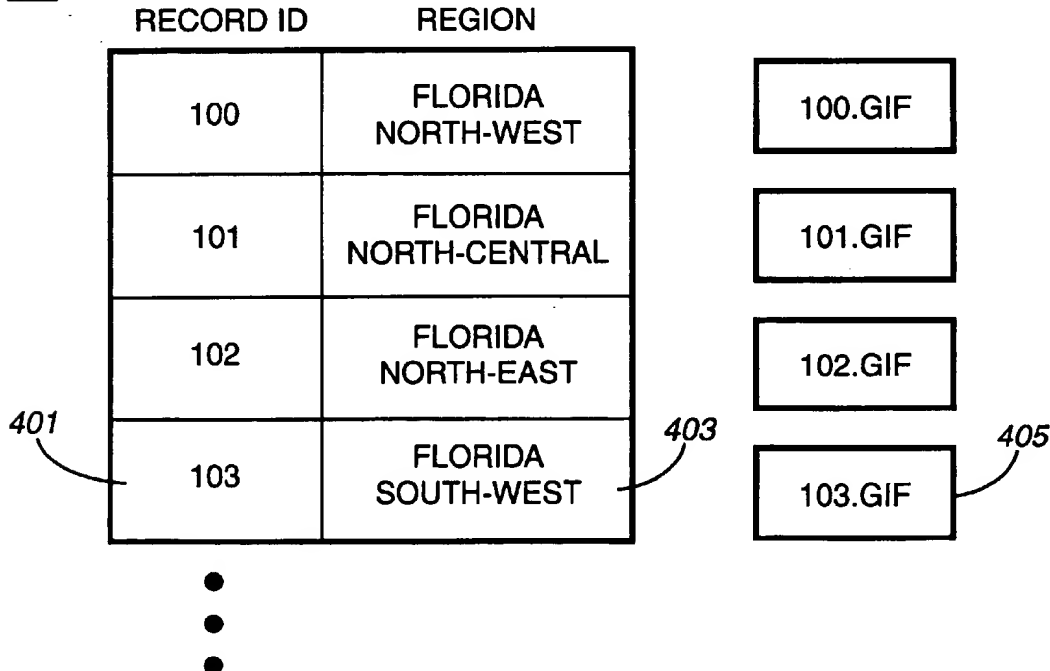 RECORD ID REGION
100 FLORIDA NORTH-WEST 100.GIF
101 FLORIDA NORTH-CENTRAL 101.GIF
102 FLORIDA NORTH-EAST 102.GIF
401 403 405
103 FLORIDA SOUTH-WEST 103.GIF